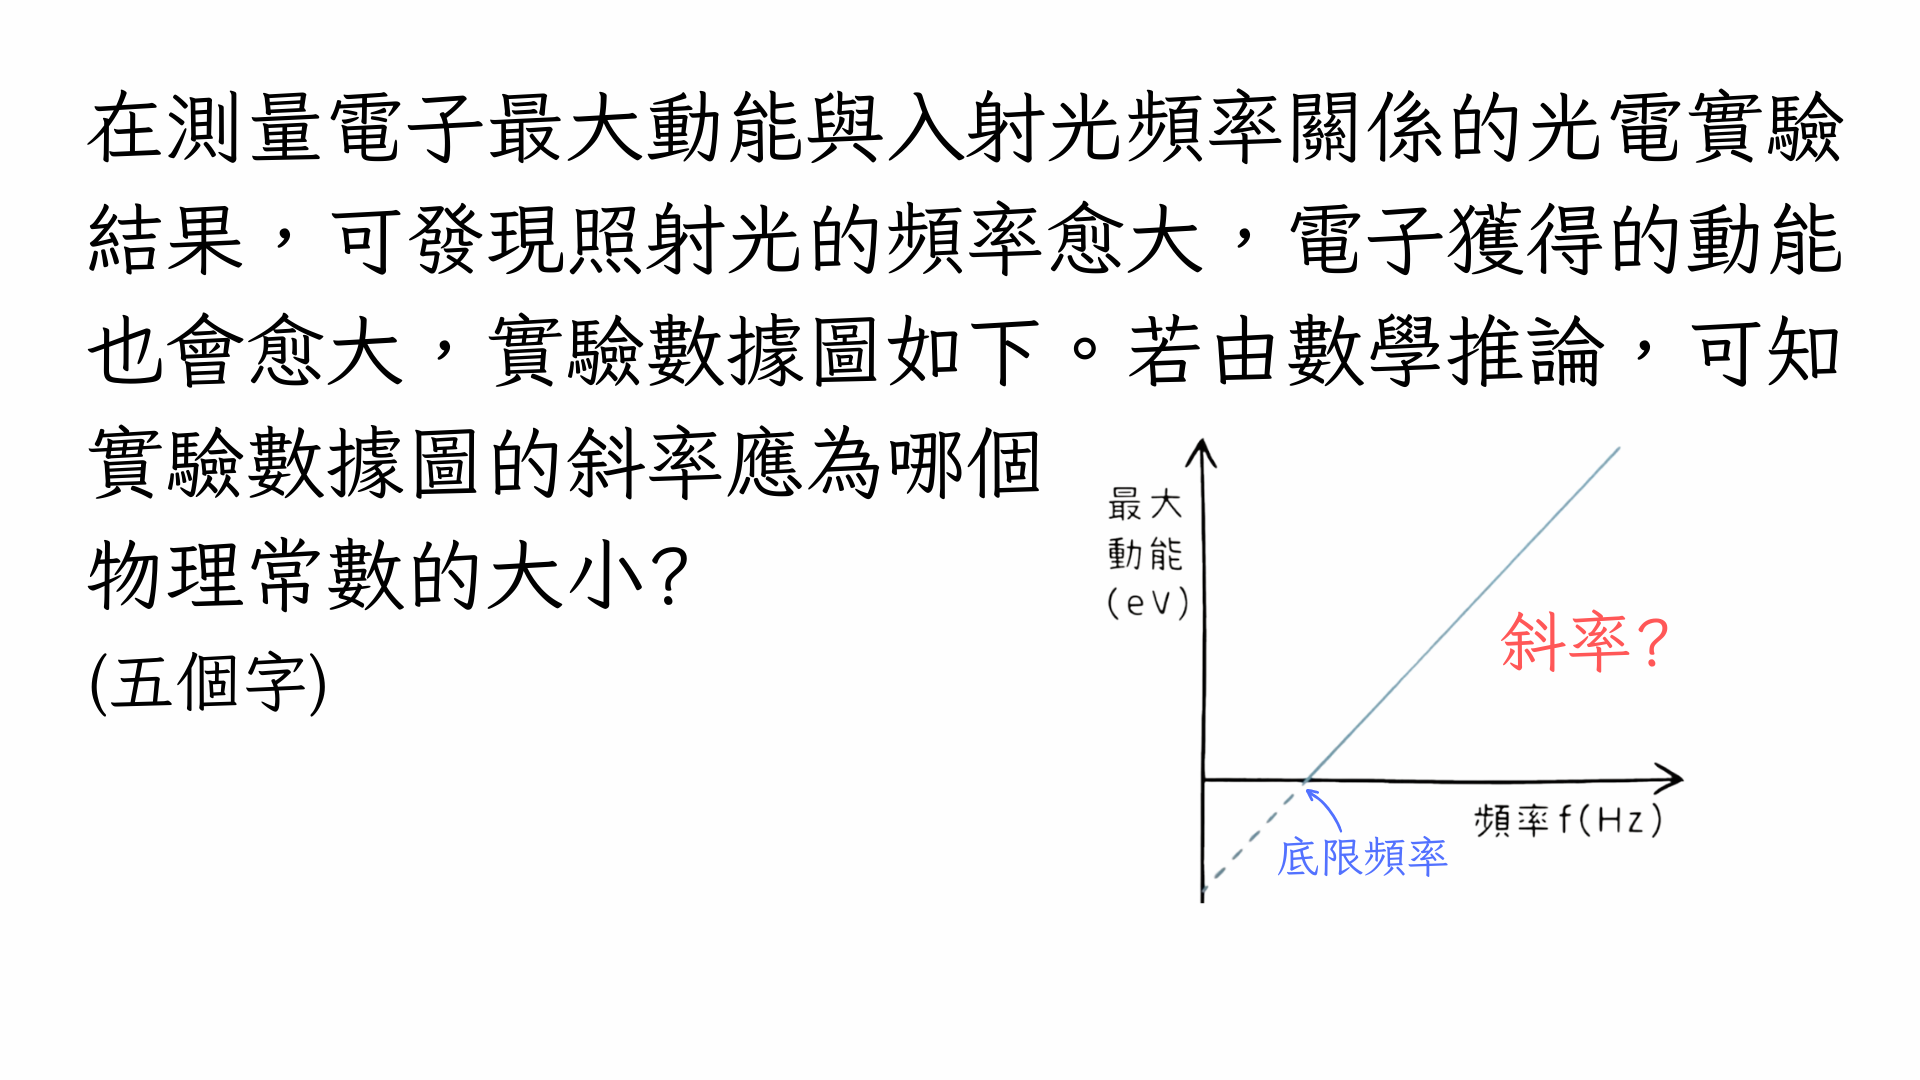 在測量電子最大動能與入射光頻率關係的光電實驗
結果，可發現照射光的頻率愈大，電子獲得的動能
也會愈大，實驗數據圖如下。若由數學推論，可知
實驗數據圖的斜率應為哪個
物理常數的大小?
(五個字)
最大
動能
(eV)
斜率?
頻率f(Hz)
底限頻率